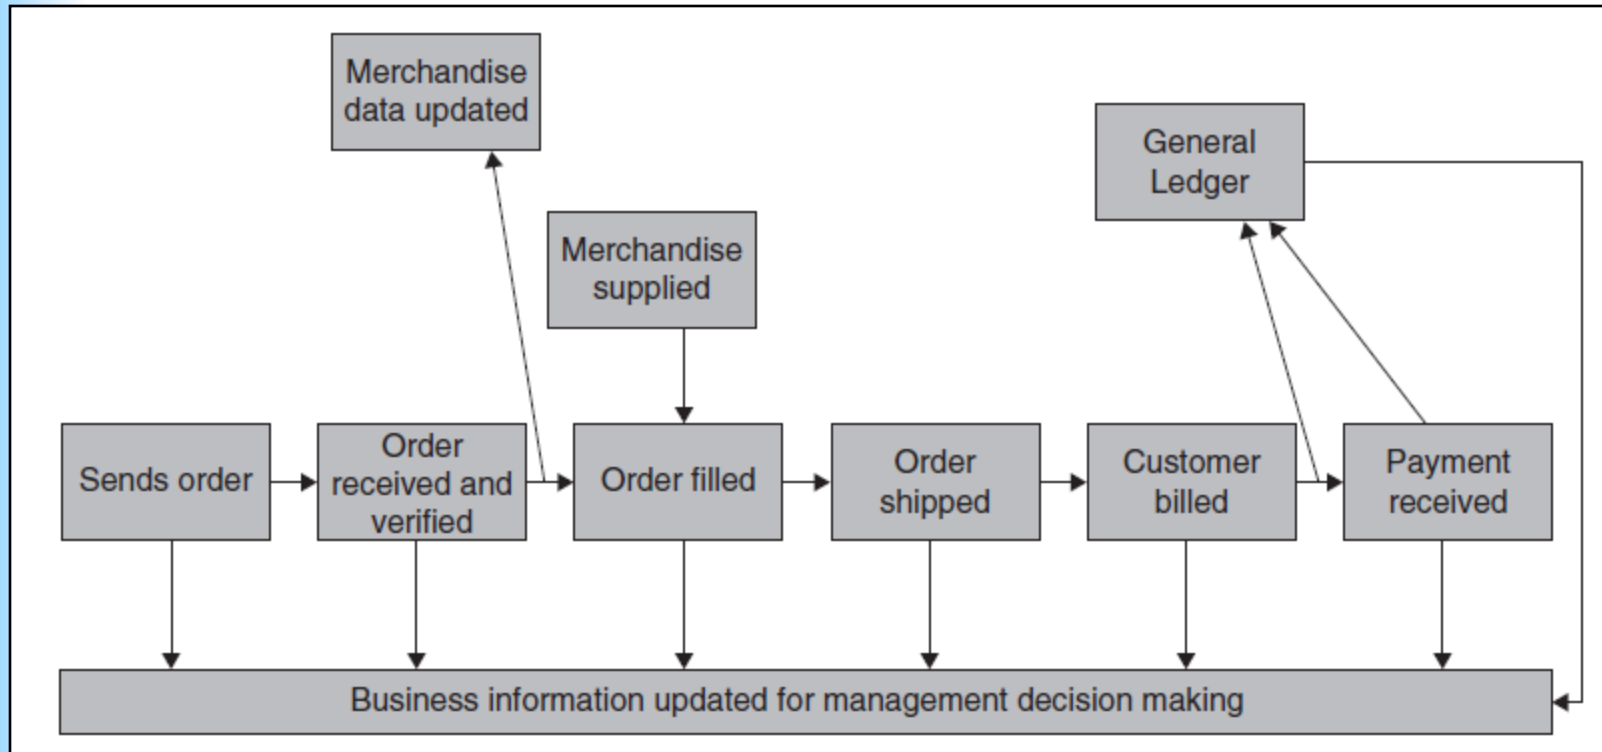 Merchandise
data updated
General
Ledger
Merchandise
supplied
Sends order
Order
received and
verified
Order filled
Order
shipped
Customer
billed
Payment
received
Business information updated for management decision making